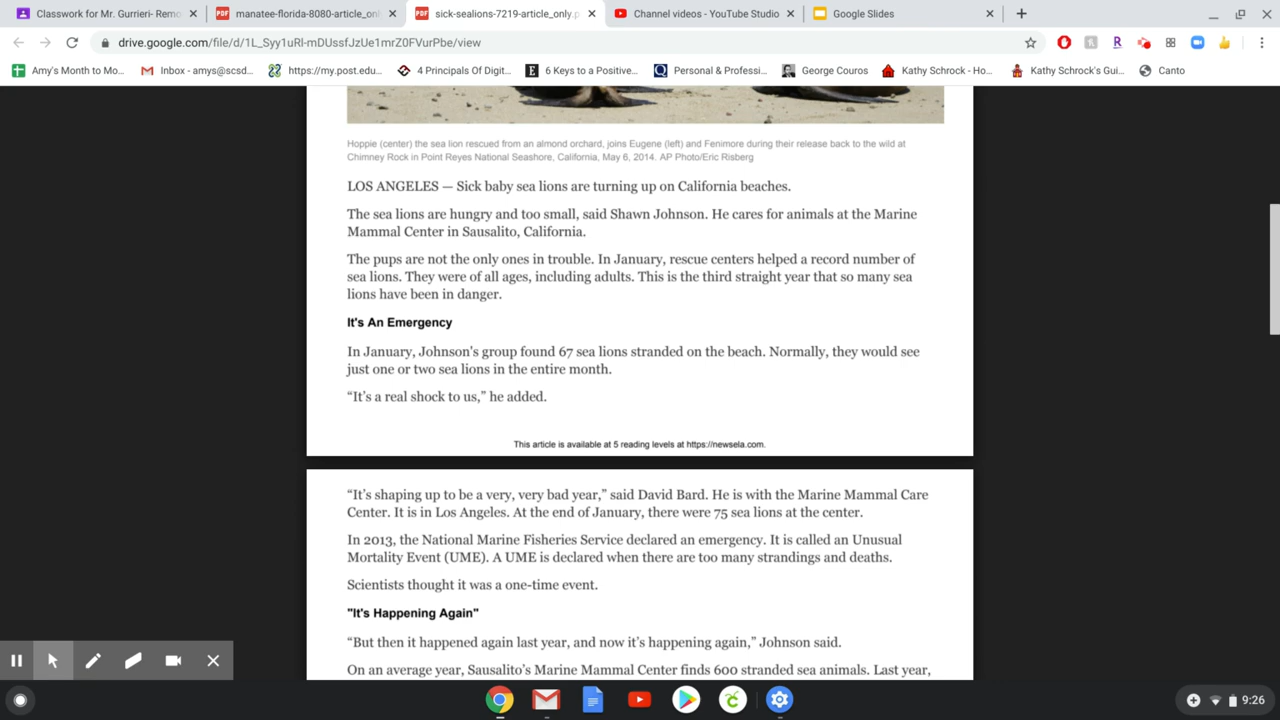 Classwork for Mr. Currier: Remo
manatee-florida-8080-article_onl
sick-sealions-7219-article_only.p
Channel videos - YouTube Studio
Google Slides
drive.google.com/file/d/1L_Syy1uRl-mDUssfJzUe1mrZ0FVurPbe/view
Amy's Month to Mo...
Inbox - amys@scsd...
https://my.post.edu...
4 Principals Of Digit...
6 Keys to a Positive...
Personal & Professi...
George Couros
Kathy Schrock - Ho...
Kathy Schrock's Gui...
Canto
Hoppie (center) the sea lion rescued from an almond orchard, joins Eugene (left) and Fenimore during their release back to the wild at
Chimney Rock in Point Reyes National Seashore, California, May 6, 2014. AP Photo/Eric Risberg
LOS ANGELES — Sick baby sea lions are turning up on California beaches.
The sea lions are hungry and too small, said Shawn Johnson. He cares for animals at the Marine
Mammal Center in Sausalito, California.
The pups are not the only ones in trouble. In January, rescue centers helped a record number of
sea lions. They were of all ages, including adults. This is the third straight year that so many sea
lions have been in danger.
It's An Emergency
In January, Johnson's group found 67 sea lions stranded on the beach. Normally, they would see
just one or two sea lions in the entire month.
“It's a real shock to us,” he added.
This article is available at 5 reading levels at https://newsela.com.
“It's shaping up to be a very, very bad year,” said David Bard. He is with the Marine Mammal Care
Center. It is in Los Angeles. At the end of January, there were 75 sea lions at the center.
In 2013, the National Marine Fisheries Service declared an emergency. It is called an Unusual
Mortality Event (UME). A UME is declared when there are too many strandings and deaths.
Scientists thought it was a one-time event.
"It's Happening Again"
“But then it happened again last year, and now it's happening again,” Johnson said.
On an average year, Sausalito's Marine Mammal Center finds 600 stranded sea animals. Last year,
9:26